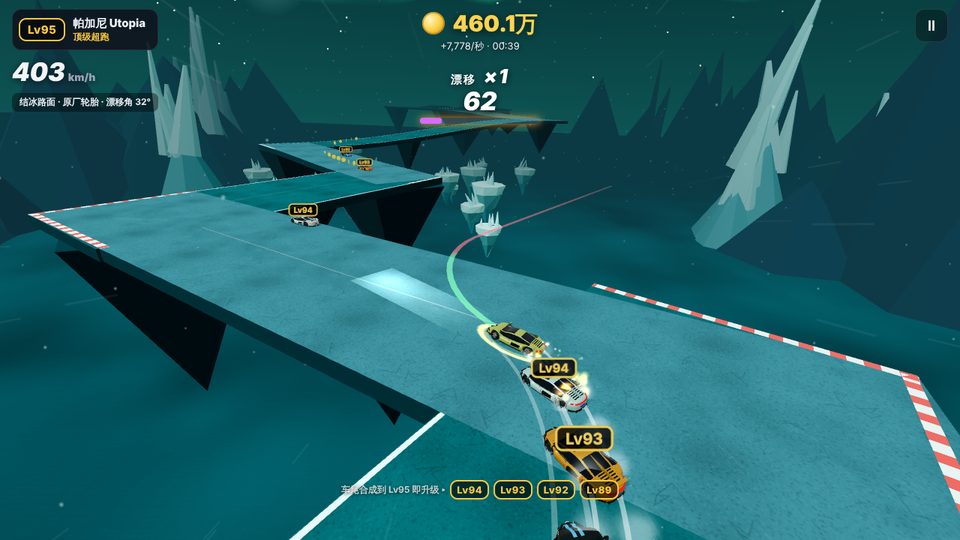 Lv95 帕加尼 Utopia
顶级超跑
403 km/h
结冰路面 · 原厂轮胎 · 漂移角 32°
460.1万
+7,778/秒 · 00:39
漂移 ×1
62
Lv94
Lv94
Lv93
车尾合成到 Lv95 即升级 Lv94 Lv93 Lv92 Lv89